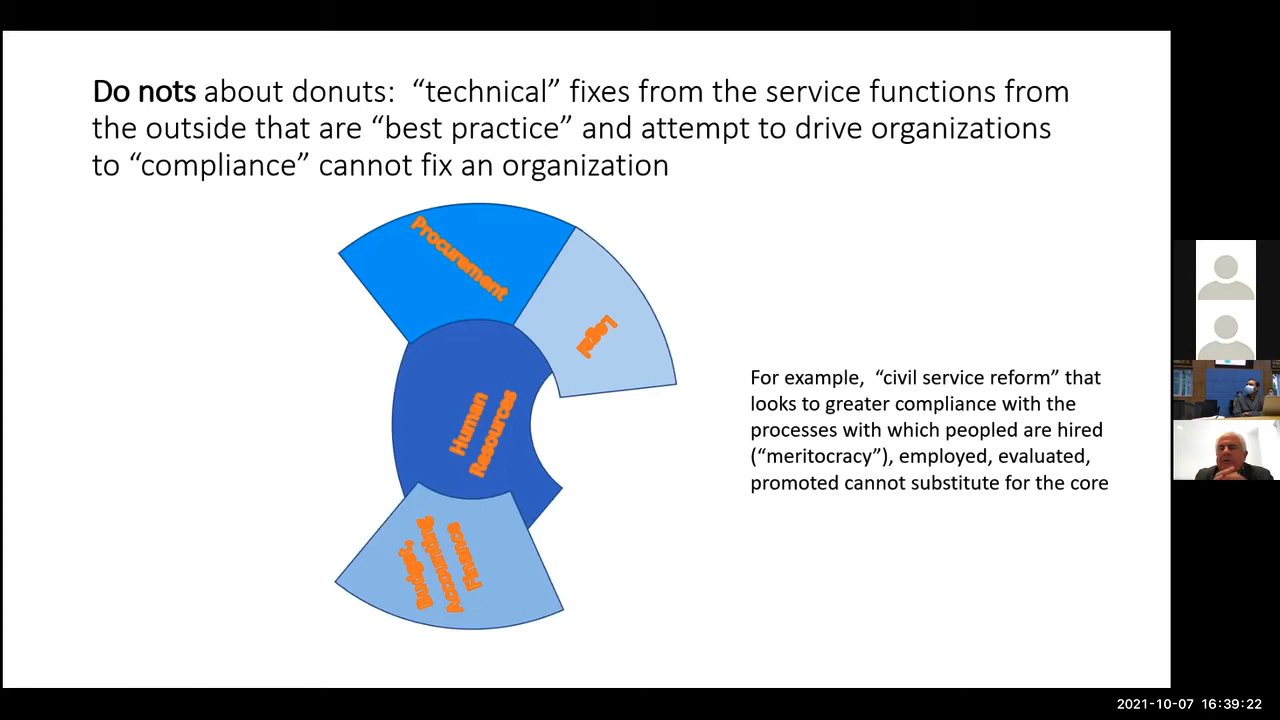 Do nots about donuts:  “technical” fixes from the service functions from
the outside that are “best practice” and attempt to drive organizations
to “compliance” cannot fix an organization
Procurement
Legal
Human
Resources
Budget,
Accounting
Finance
For example,  “civil service reform” that
looks to greater compliance with the
processes with which peopled are hired
(“meritocracy”), employed, evaluated,
promoted cannot substitute for the core
2021-10-07 16:39:22